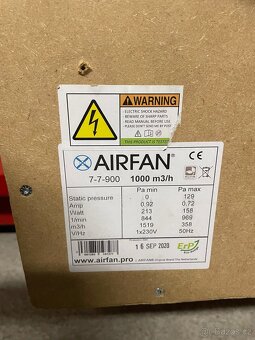 WARNING
- ELECTRIC SHOCK HAZARD
- BEWARE OF SHARP PARTS
- READ MANUAL BEFORE USE
- PLEASE DON'T SEND ME BY
THIS PRODUCT IS TESTED
AIRFAN® CE
7-7-900 1000 m3/h
Pa min Pa max
Static pressure 0 129
Amp 0,92 0,72
Watt 213 158
1/min 844 969
m3/h 1519 358
V/Hz 1x230V 50Hz
16 SEP 2020
ErP
www.airfan.pro